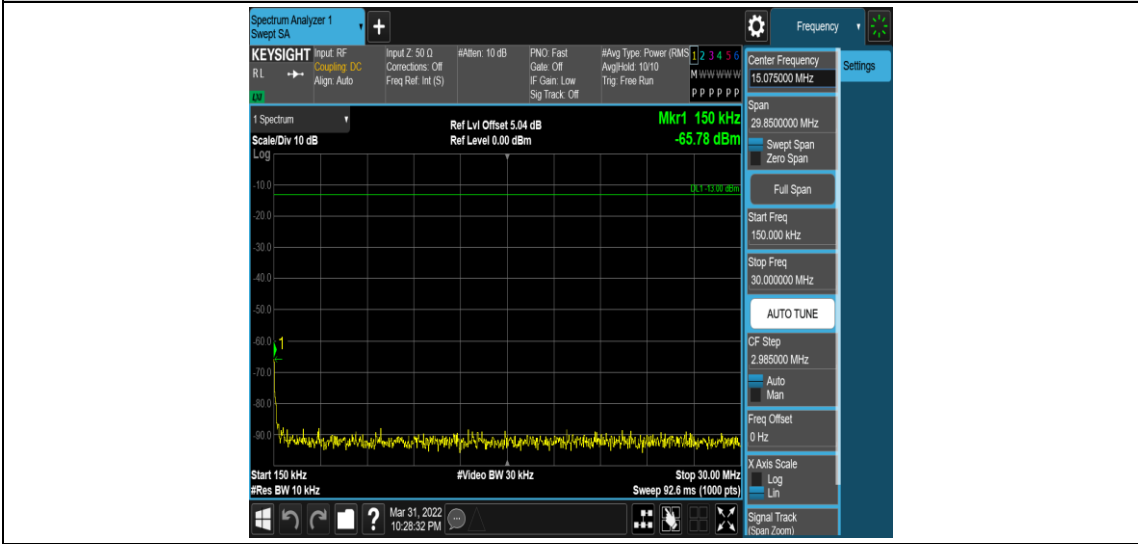 Spectrum Analyzer 1
Swept SA
+
Frequency
KEYSIGHT
RL
LXI
Input: RF
Coupling: DC
Align: Auto
Input Z: 50 Ω
Corrections: Off
Freq Ref: Int (S)
#Atten: 10 dB
PNO: Fast
Gate: Off
IF Gain: Low
Sig Track: Off
#Avg Type: Power (RMS
Avg|Hold: 10/10
Trig: Free Run
1 2 3 4 5 6
M W W W W W
P P P P P P
1 Spectrum
Scale/Div 10 dB
Log
Ref Lvl Offset 5.04 dB
Ref Level 0.00 dBm
Mkr1 150 kHz
-65.78 dBm
DL1 -13.00 dBm
-10.0
-20.0
-30.0
-40.0
-50.0
-60.0
1
-70.0
-80.0
-90.0
Start 150 kHz
#Res BW 10 kHz
#Video BW 30 kHz
Stop 30.00 MHz
Sweep 92.6 ms (1000 pts)
?
Mar 31, 2022
10:28:32 PM
Center Frequency
15.075000 MHz
Settings
Span
29.8500000 MHz
Swept Span
Zero Span
Full Span
Start Freq
150.000 kHz
Stop Freq
30.000000 MHz
AUTO TUNE
CF Step
2.985000 MHz
Auto
Man
Freq Offset
0 Hz
X Axis Scale
Log
Lin
Signal Track
(Span Zoom)